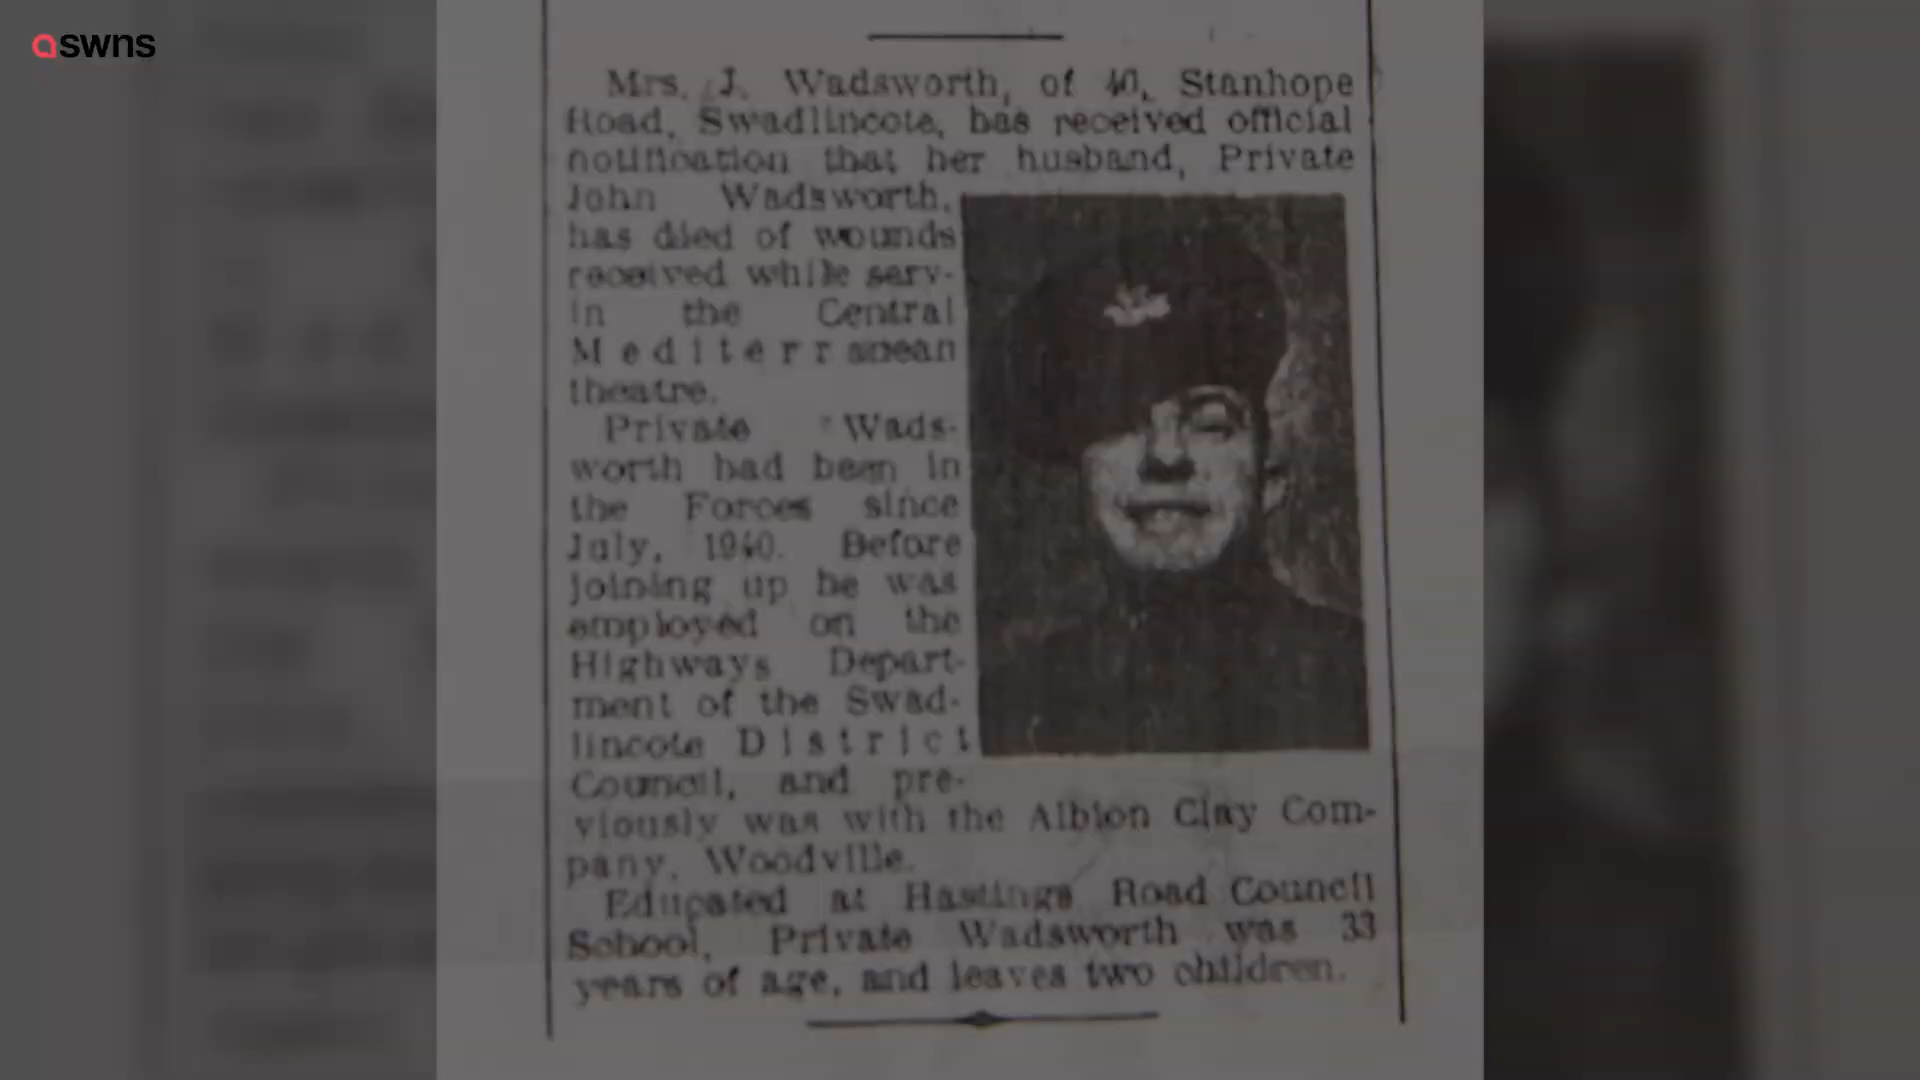 swns
Mrs. J. Wadsworth, of 40, Stanhope
Road, Swadlincote, has received official
notification that her husband, Private
John Wadsworth,
has died of wounds
received while serv-
in the Central
Mediterranean
theatre.
Private Wads-
worth had been in
the Forces since
July, 1940. Before
joining up he was
employed on the
Highways Depart-
ment of the Swad-
lincote District
Council, and pre-
viously was with the Albion Clay Com-
pany, Woodville.
Educated at Hastings Road Council
School, Private Wadsworth was 33
years of age, and leaves two children.